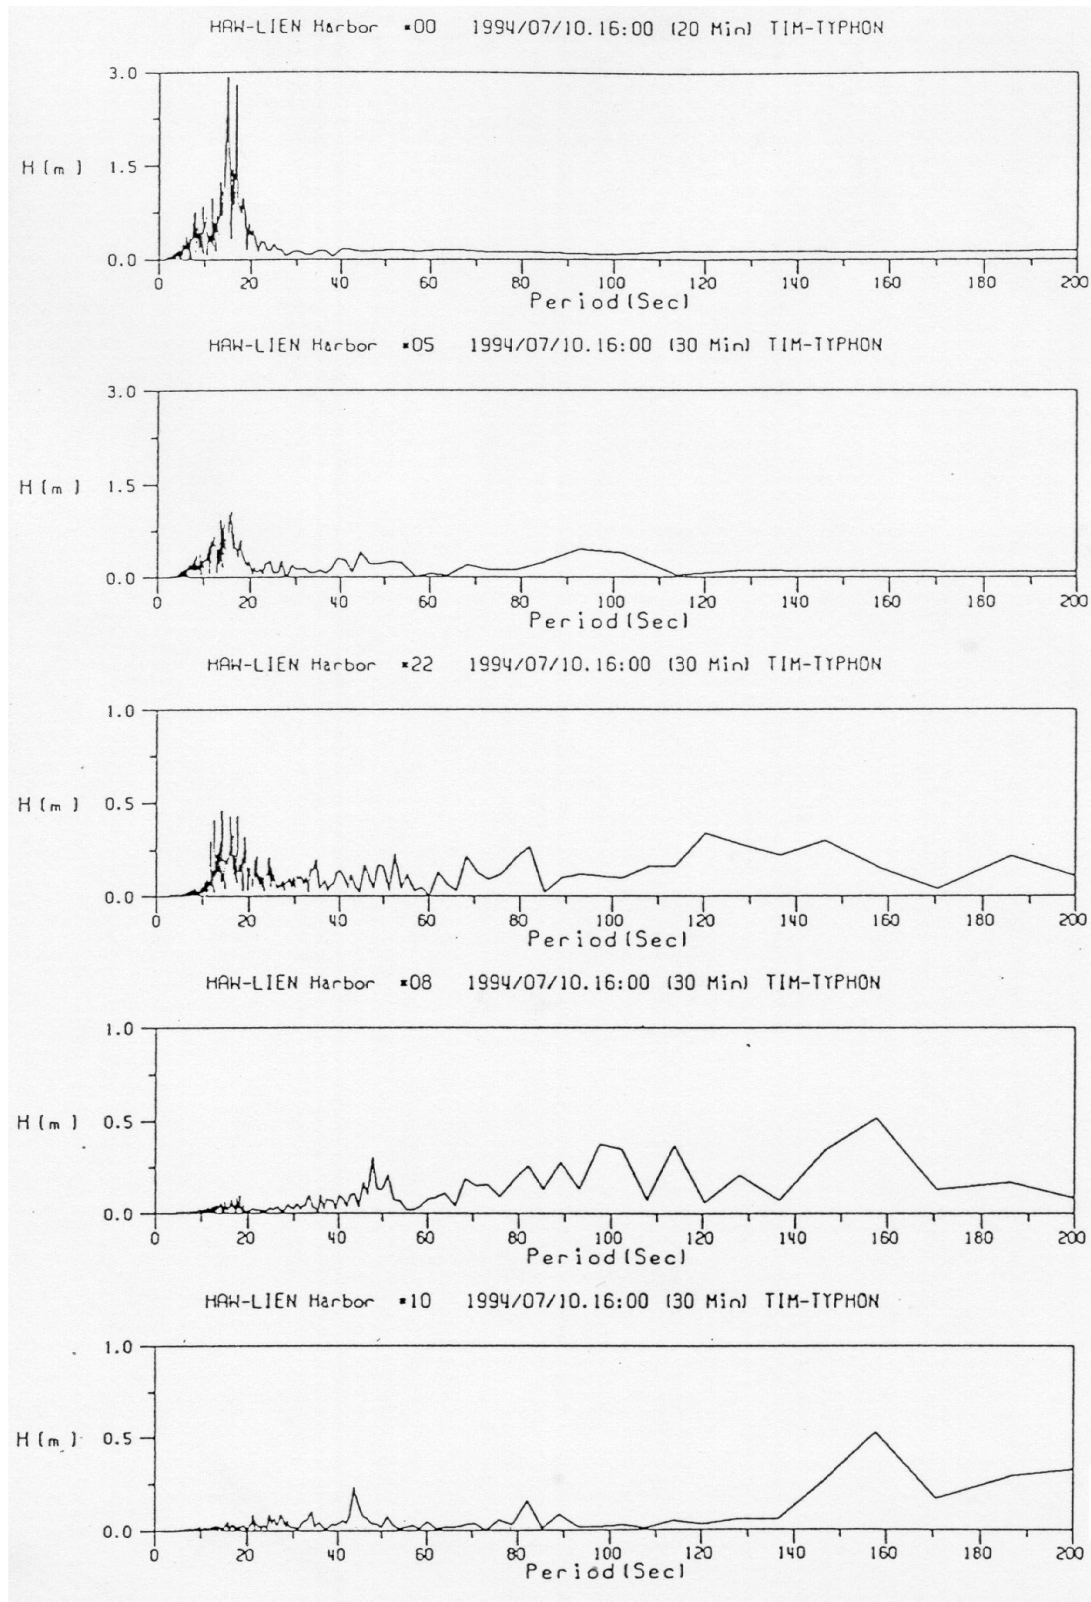 HAW-LIEN Harbor *00 1994/07/10.16:00 (20 Min) TIM-TYPHON
3.0
H(m) 1.5
0.0
0 20 40 60 80 100 120 140 160 180 200
Period(Sec)
HAW-LIEN Harbor *05 1994/07/10.16:00 (30 Min) TIM-TYPHON
3.0
H(m) 1.5
0.0
0 20 40 60 80 100 120 140 160 180 200
Period(Sec)
HAW-LIEN Harbor *22 1994/07/10.16:00 (30 Min) TIM-TYPHON
1.0
H(m) 0.5
0.0
0 20 40 60 80 100 120 140 160 180 200
Period(Sec)
HAW-LIEN Harbor *08 1994/07/10.16:00 (30 Min) TIM-TYPHON
1.0
H(m) 0.5
0.0
0 20 40 60 80 100 120 140 160 180 200
Period(Sec)
HAW-LIEN Harbor *10 1994/07/10.16:00 (30 Min) TIM-TYPHON
1.0
H(m) 0.5
0.0
0 20 40 60 80 100 120 140 160 180 200
Period(Sec)